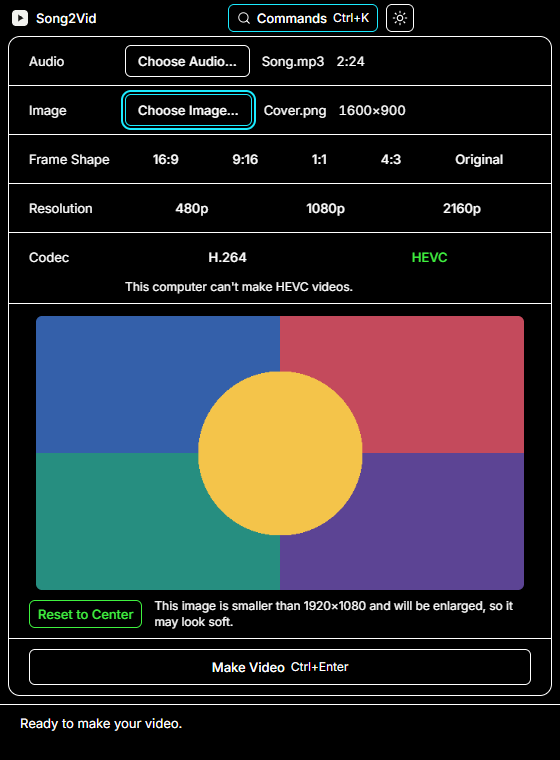 Song2Vid
Commands Ctrl+K
Audio Choose Audio... Song.mp3 2:24
Image Choose Image... Cover.png 1600×900
Frame Shape 16:9 9:16 1:1 4:3 Original
Resolution 480p 1080p 2160p
Codec H.264 HEVC
This computer can't make HEVC videos.
Reset to Center
This image is smaller than 1920×1080 and will be enlarged, so it
may look soft.
Make Video Ctrl+Enter
Ready to make your video.